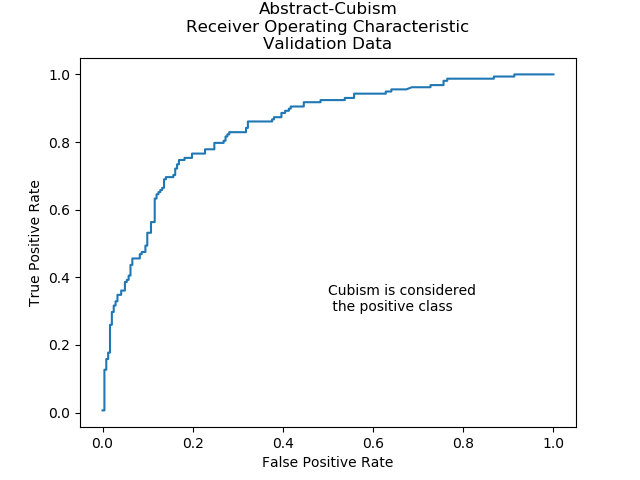 Abstract-Cubism
Receiver Operating Characteristic
Validation Data
1.0
0.8
0.6
0.4
0.2
0.0
True Positive Rate
Cubism is considered
the positive class
0.0 0.2 0.4 0.6 0.8 1.0
False Positive Rate